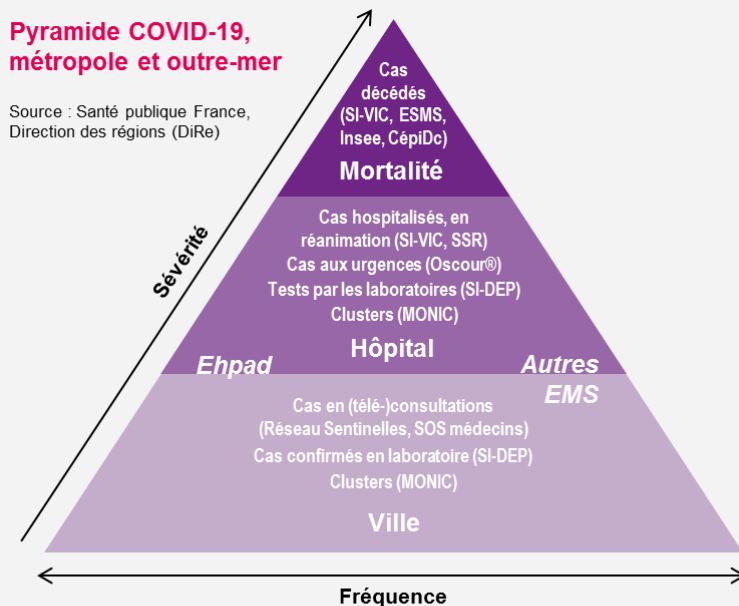 Pyramide COVID-19,
métropole et outre-mer
Source : Santé publique France,
Direction des régions (DiRe)
Sévérité
Cas
décédés
(SI-VIC, ESMS,
Insee, CépiDc)
Mortalité
Cas hospitalisés, en
réanimation (SI-VIC, SSR)
Cas aux urgences (Oscour®)
Tests par les laboratoires (SI-DEP)
Clusters (MONIC)
Hôpital
Ehpad
Autres
EMS
Cas en (télé-)consultations
(Réseau Sentinelles, SOS médecins)
Cas confirmés en laboratoire (SI-DEP)
Clusters (MONIC)
Ville
Fréquence